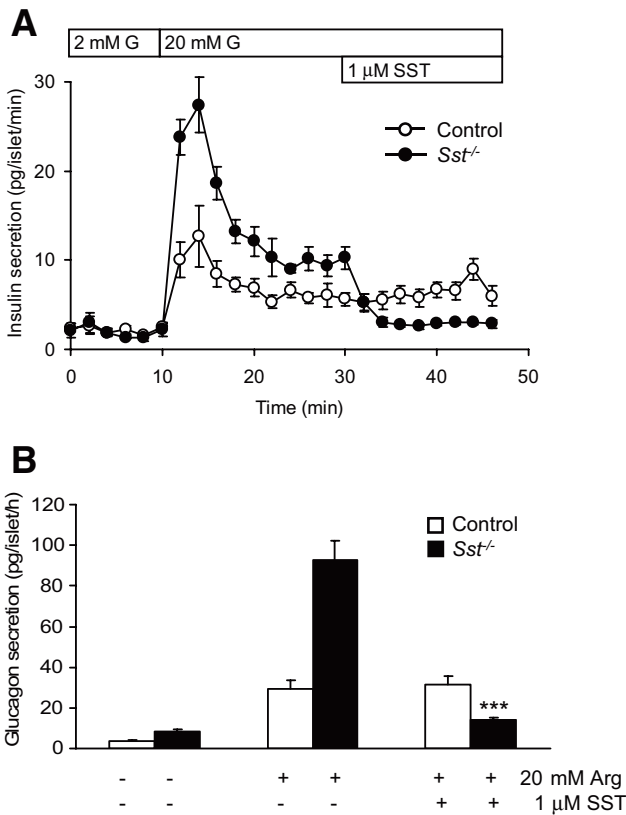 A
2 mM G 20 mM G
1 μM SST
Insulin secretion (pg/islet/min)
30
20
10
0
Control
Sst-/-
0 10 20 30 40 50
Time (min)
B
Glucagon secretion (pg/islet/h)
120
100
80
60
40
20
0
Control
Sst-/-
***
- - + + + + 20 mM Arg
- - - - + + 1 μM SST